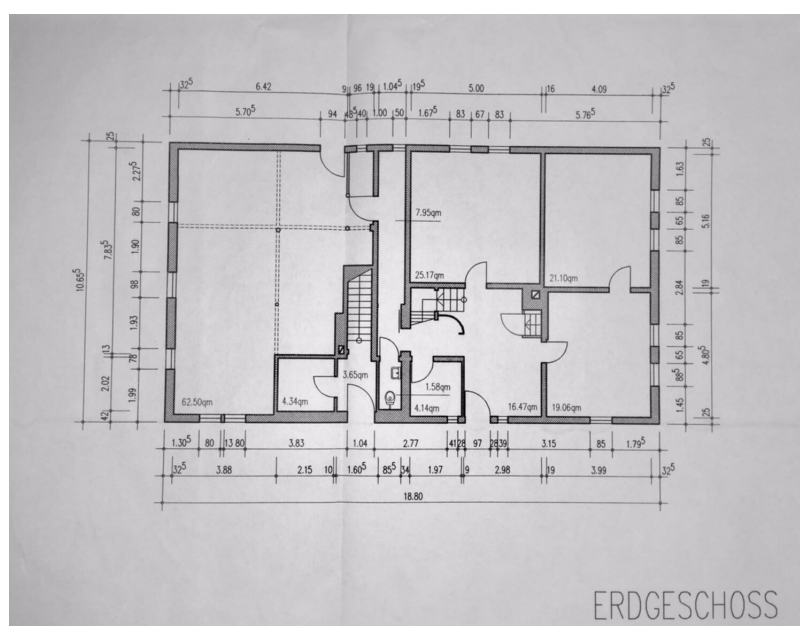 32⁵ 6.42 9 96 19 1.04⁵ 19⁵ 5.00 16 4.09 32⁵
5.70⁵ 94 48⁵ 40 1.00 50 1.67⁵ 83 67 83 5.76⁵
25
2.27⁵
80
7.83⁵
1.90
10.65⁵
98
1.93
13
78
2.02
1.99
42
7.95qm
25.17qm
21.10qm
3.65qm
62.50qm
4.34qm
1.58qm
4.14qm
16.47qm
19.06qm
25
1.63
85
5.16
65
85
2.84
19
85
65
4.80⁵
88⁵
1.45
25
1.30⁵ 80 13 80 3.83 1.04 2.77 41 28 97 28 39 3.15 85 1.79⁵
32⁵ 3.88 2.15 10 1.60⁵ 85⁵ 34 1.97 9 2.98 19 3.99 32⁵
18.80
ERDGESCHOSS